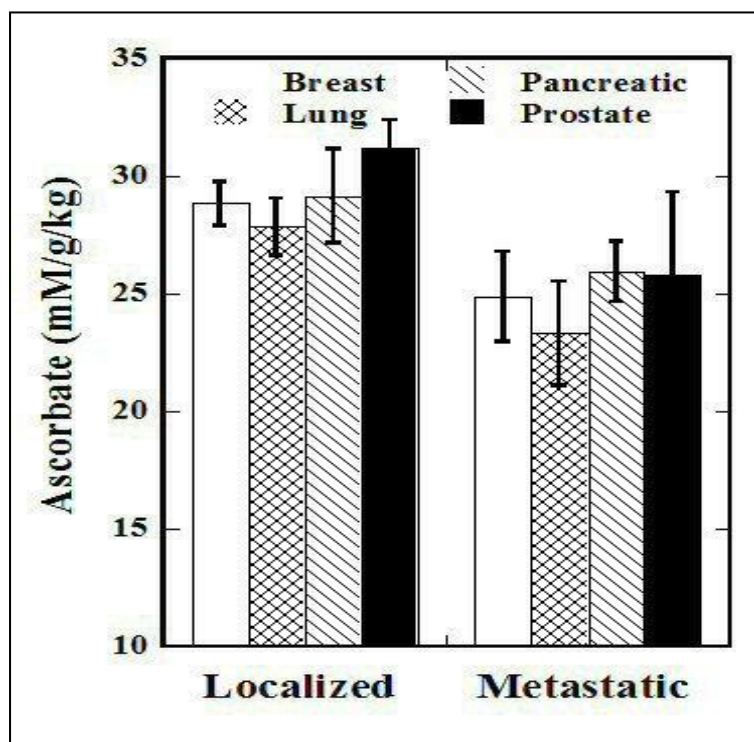 35
30
25
20
15
10
Ascorbate (mM/g/kg)
Breast Pancreatic
Lung Prostate
Localized Metastatic